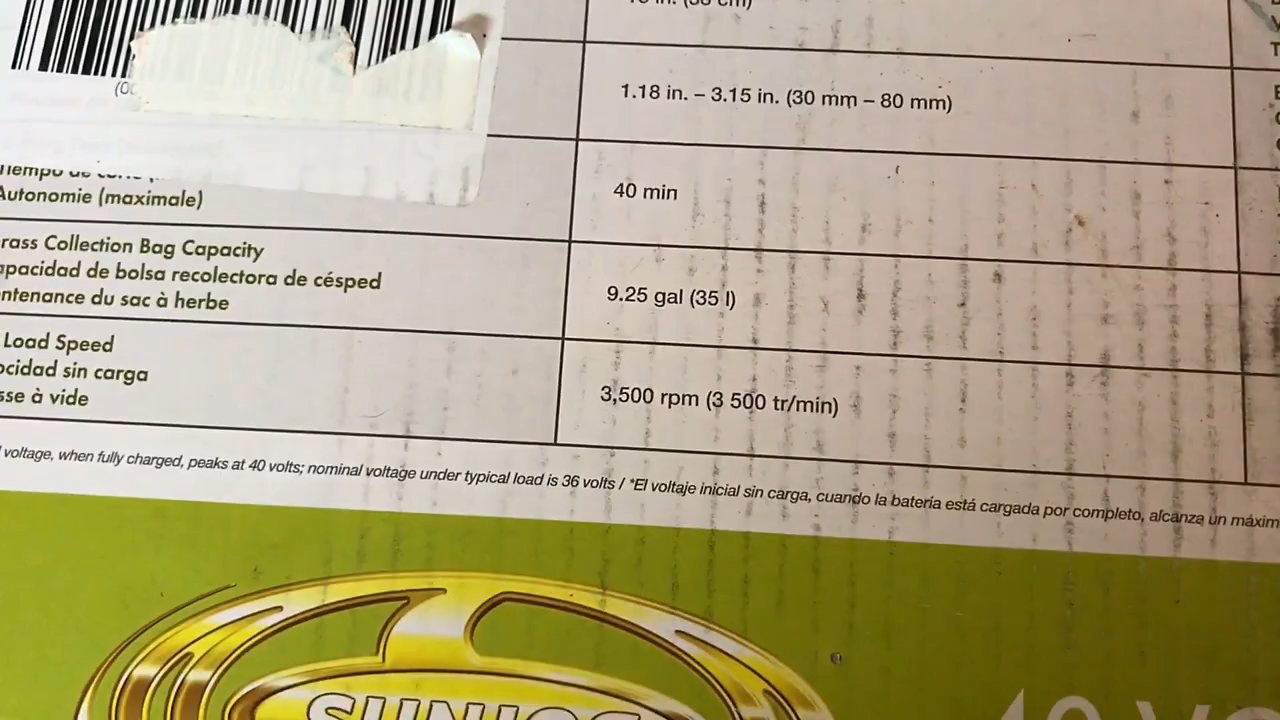 1.18 in. – 3.15 in. (30 mm – 80 mm)
Autonomie (maximale)
40 min
rass Collection Bag Capacity
apacidad de bolsa recolectora de césped
ntenance du sac à herbe
9.25 gal (35 l)
Load Speed
ocidad sin carga
sse à vide
3,500 rpm (3 500 tr/min)
voltage, when fully charged, peaks at 40 volts; nominal voltage under typical load is 36 volts / *El voltaje inicial sin carga, cuando la batería está cargada por completo, alcanza un máxim
SUNJOE
40 V